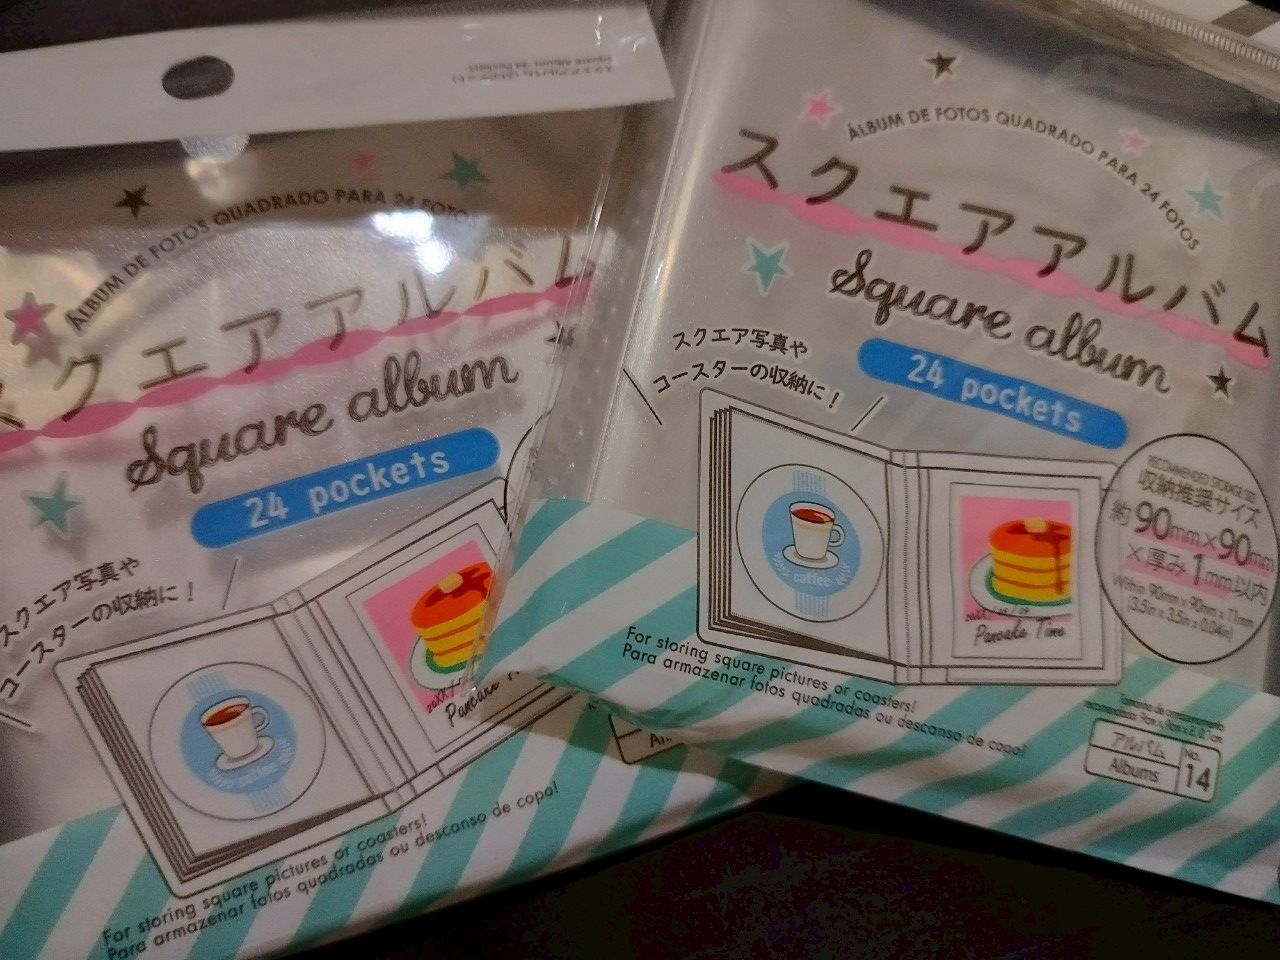 ÁLBUM DE FOTOS QUADRADO PARA 24 FOTOS
スクエアアルバム
Square album
24 pockets
スクエア写真や
コースターの収納に！
coffee
Pancake Time
RECOMMENDED STORAGE SIZE
収納推奨サイズ
約90mm×90mm
×厚み1mm以内
Within 90mm x 90mm x 1mm
(3.5in x 3.5in x 0.04in)
For storing square pictures or coasters!
Para armazenar fotos quadradas ou descanso de copo!
Tamanho de armazenamento
アルバム
Albums
No.
14
ÁLBUM DE FOTOS QUADRADO PARA 24 FOTO
スクエアアルバム
Square album
24 pockets
スクエア写真や
コースターの収納に！
coffee
Pancake
For storing square pictures or coasters!
Para armazenar fotos quadradas ou descanso de copo!